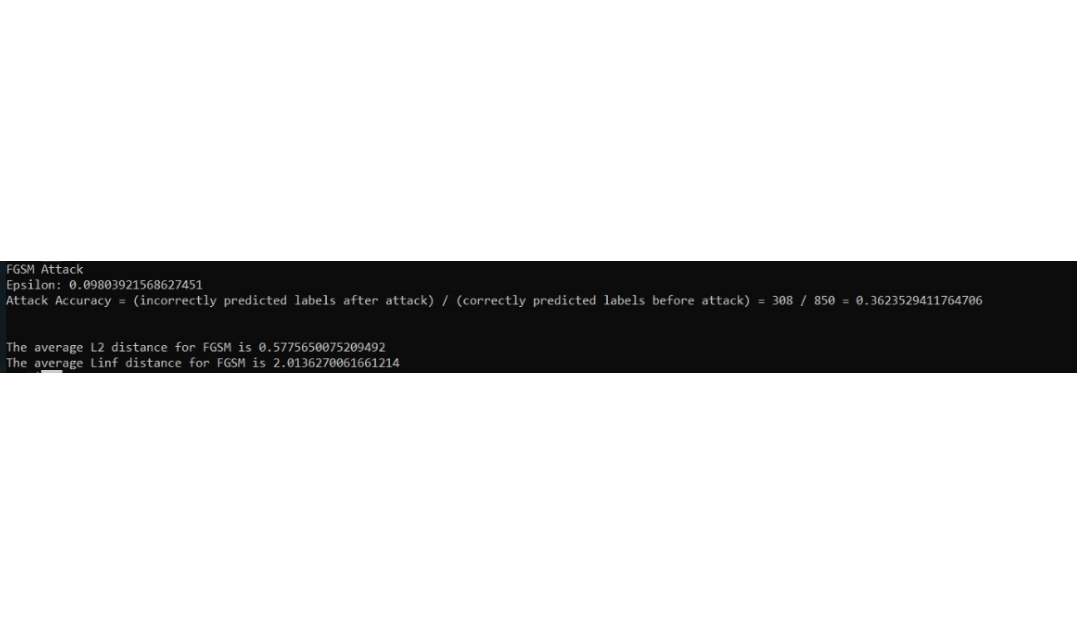 FGSM Attack
Epsilon: 0.09803921568627451
Attack Accuracy = (incorrectly predicted labels after attack) / (correctly predicted labels before attack) = 308 / 850 = 0.3623529411764706
The average L2 distance for FGSM is 0.5775650075209492
The average Linf distance for FGSM is 2.0136270061661214